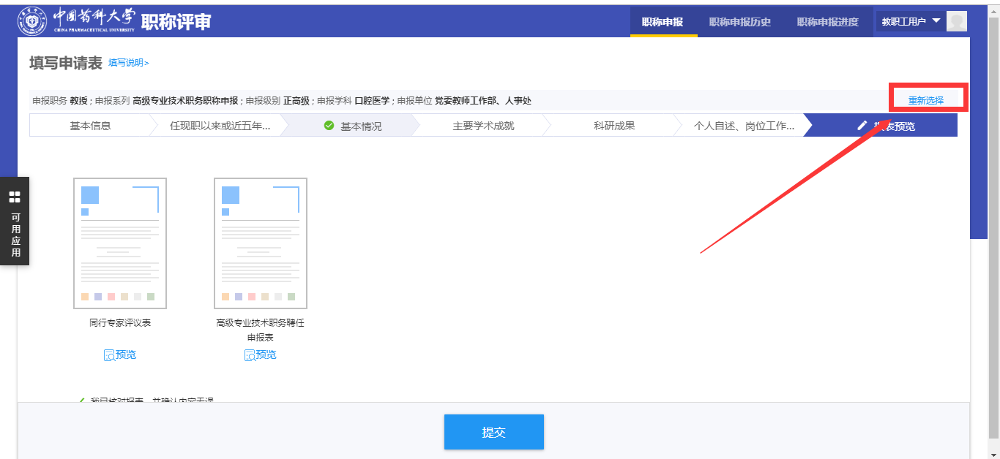 中国药科大学
CHINA PHARMACEUTICAL UNIVERSITY
职称评审
职称申报
职称申报历史
职称申报进度
教职工用户
填写申请表 填写说明>
申报职务 教授 ; 申报系列 高级专业技术职务职称申报 ; 申报级别 正高级 ; 申报学科 口腔医学 ; 申报单位 党委教师工作部、人事处
重新选择
基本信息
任现职以来或近五年...
基本情况
主要学术成就
科研成果
个人自述、岗位工作...
表预览
可用应用
同行专家评议表
预览
高级专业技术职务聘任
申报表
预览
我已核对报表，并确认内容无误
提交